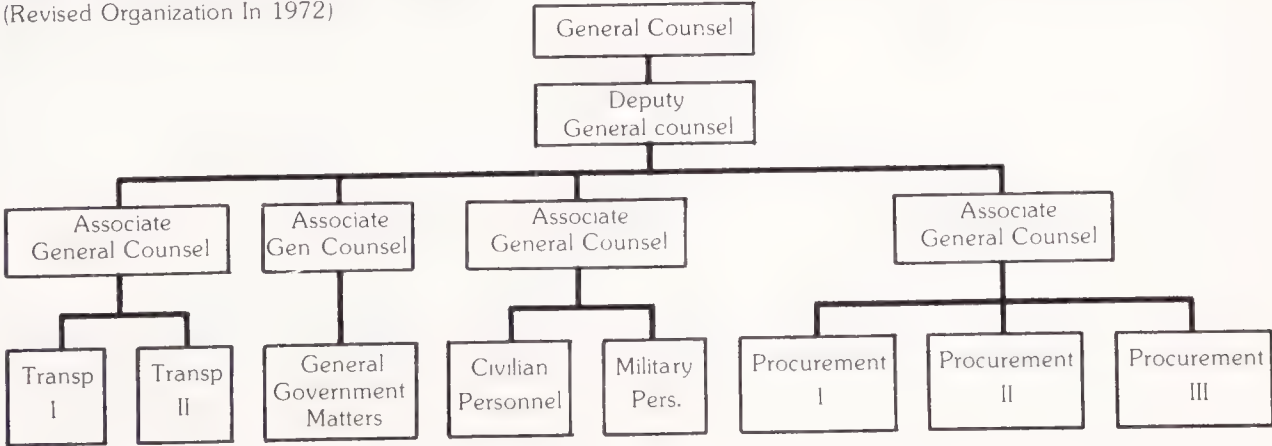 (Revised Organization In 1972)
General Counsel
Deputy
General counsel
Associate
General Counsel
Associate
Gen Counsel
Associate
General Counsel
Associate
General Counsel
Transp
I
Transp
II
General
Government
Matters
Civilian
Personnel
Military
Pers.
Procurement
I
Procurement
II
Procurement
III